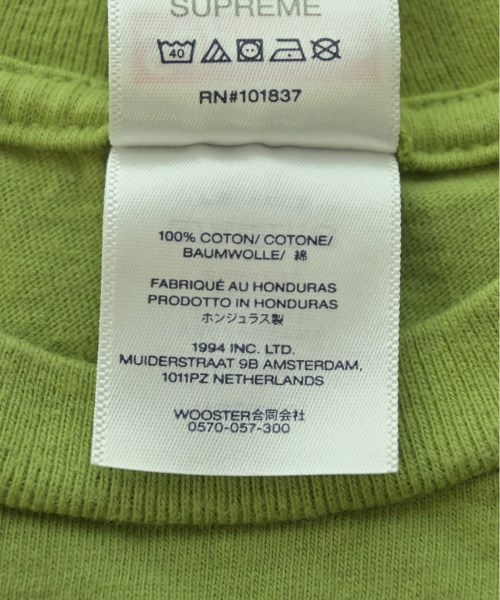 SUPREME
40
RN#101837
100% COTON/ COTONE/
BAUMWOLLE/ 綿
FABRIQUÉ AU HONDURAS
PRODOTTO IN HONDURAS
ホンジュラス製
1994 INC. LTD.
MUIDERSTRAAT 9B AMSTERDAM,
1011PZ NETHERLANDS
WOOSTER合同会社
0570-057-300